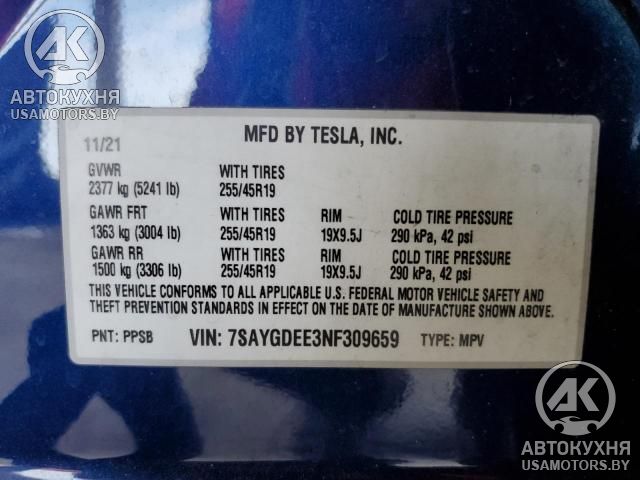 АК
АВТОКУХНЯ
USAMOTORS.BY
MFD BY TESLA, INC.
11/21
GVWR WITH TIRES
2377 kg (5241 lb) 255/45R19
GAWR FRT WITH TIRES RIM COLD TIRE PRESSURE
1363 kg (3004 lb) 255/45R19 19X9.5J 290 kPa, 42 psi
GAWR RR WITH TIRES RIM COLD TIRE PRESSURE
1500 kg (3306 lb) 255/45R19 19X9.5J 290 kPa, 42 psi
THIS VEHICLE CONFORMS TO ALL APPLICABLE U.S. FEDERAL MOTOR VEHICLE SAFETY AND
THEFT PREVENTION STANDARDS IN EFFECT ON THE DATE OF MANUFACTURE SHOWN ABOVE.
PNT: PPSB VIN: 7SAYGDEE3NF309659 TYPE: MPV
АК
АВТОКУХНЯ
USAMOTORS.BY